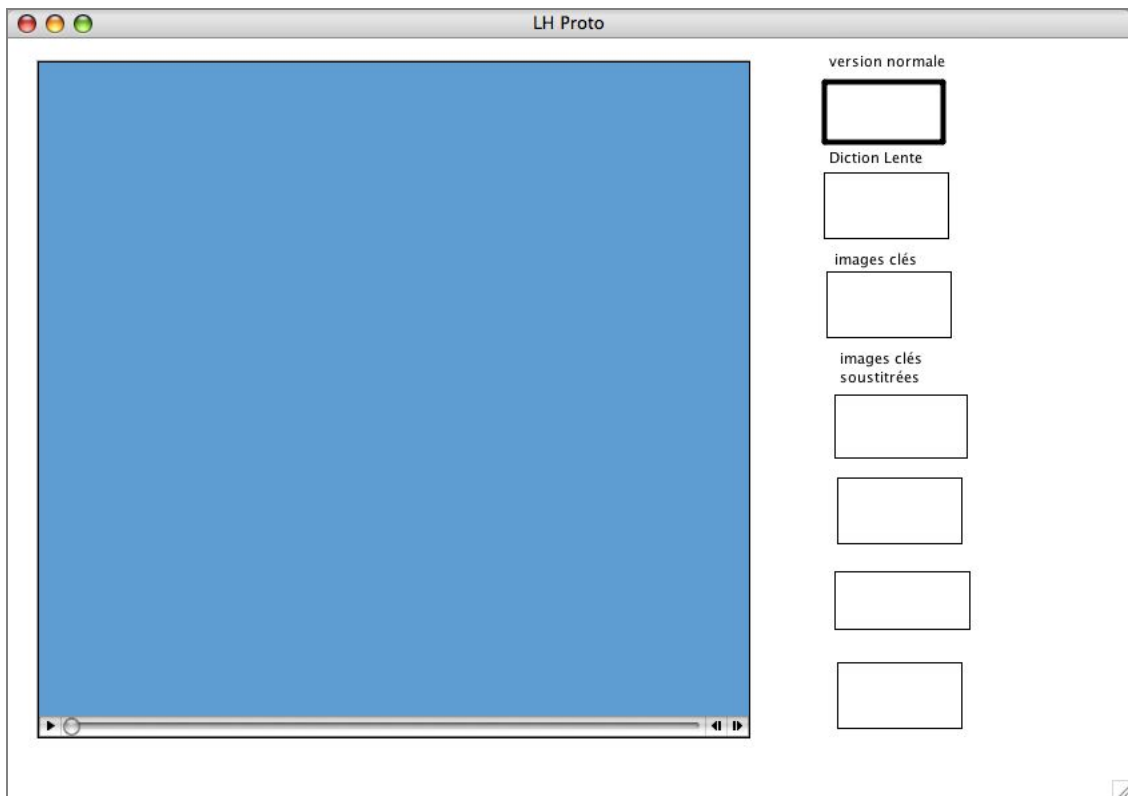 LH Proto
version normale
Diction Lente
images clés
images clés
soustitrées